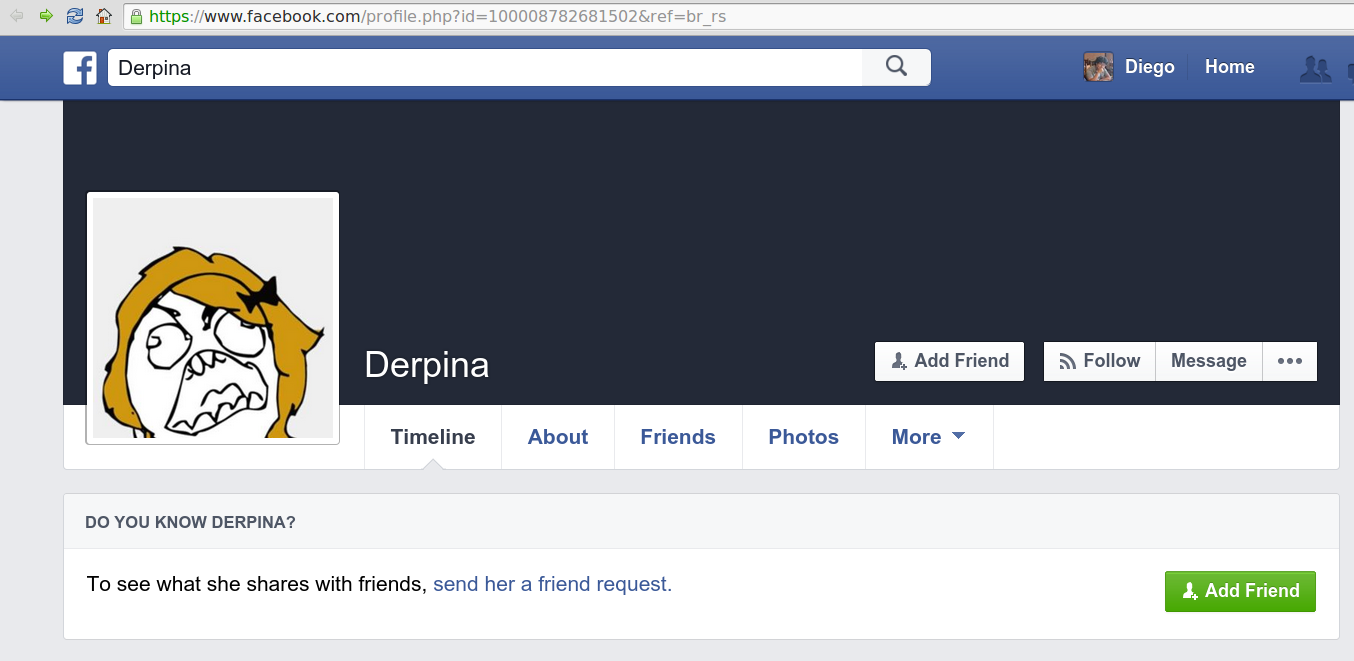 https://www.facebook.com/profile.php?id=100008782681502&ref=br_rs
Derpina
Diego
Home
Derpina
Add Friend
Follow
Message
Timeline
About
Friends
Photos
More
DO YOU KNOW DERPINA?
To see what she shares with friends, send her a friend request.
Add Friend